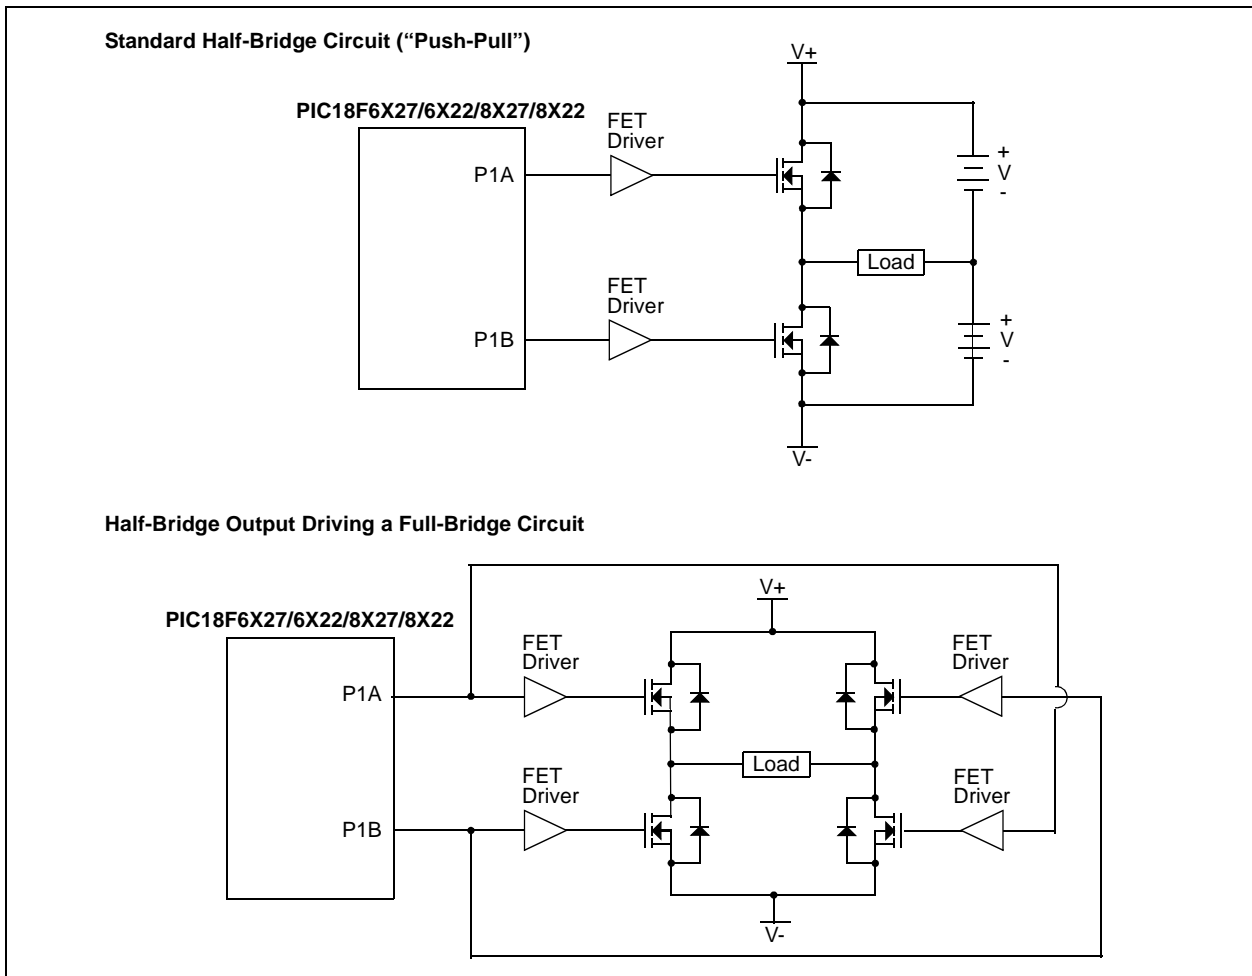 Standard Half-Bridge Circuit (“Push-Pull”)
V+
PIC18F6X27/6X22/8X27/8X22
FET
Driver
P1A
+
V
-
Load
FET
Driver
P1B
+
V
-
V-
Half-Bridge Output Driving a Full-Bridge Circuit
V+
PIC18F6X27/6X22/8X27/8X22
FET
Driver
FET
Driver
P1A
Load
FET
Driver
FET
Driver
P1B
V-